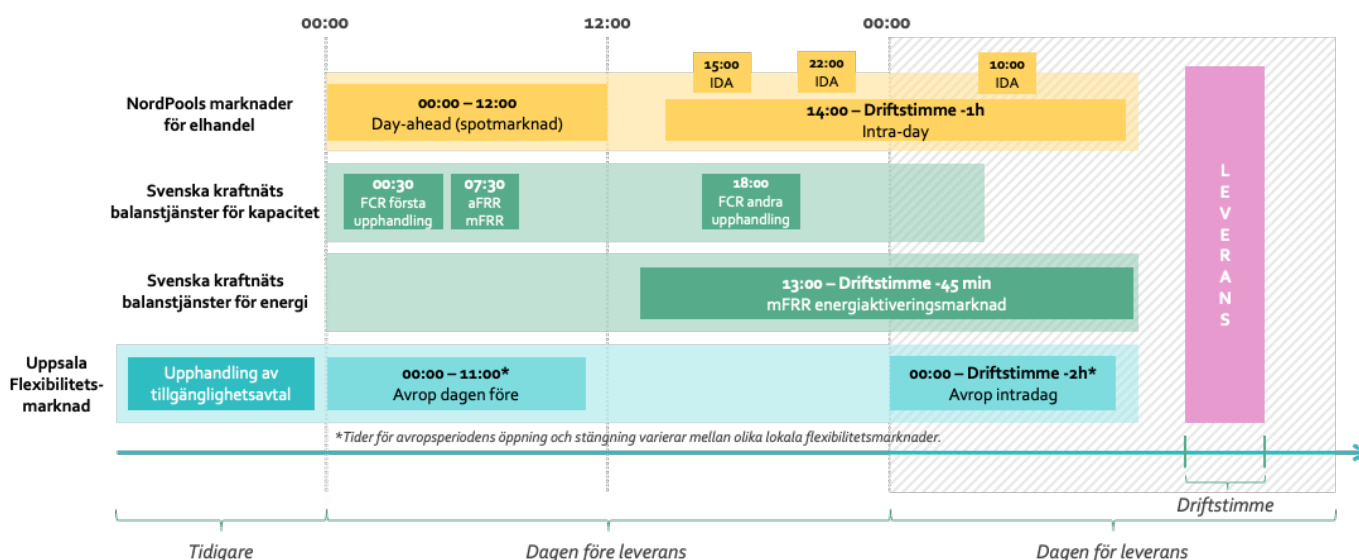 00:00
12:00
00:00
NordPools marknader
för elhandel
00:00 – 12:00
Day-ahead (spotmarknad)
15:00
IDA
22:00
IDA
10:00
IDA
14:00 – Driftstimme -1h
Intra-day
Svenska kraftnäts
balanstjänster för kapacitet
00:30
FCR första
upphandling
07:30
aFRR
mFRR
18:00
FCR andra
upphandling
Svenska kraftnäts
balanstjänster för energi
13:00 – Driftstimme -45 min
mFRR energiaktiveringsmarknad
Uppsala
Flexibilitets-
marknad
Upphandling av
tillgänglighetsavtal
00:00 – 11:00*
Avrop dagen före
00:00 – Driftstimme -2h*
Avrop intradag
LEVERANS
*Tider för avropsperiodens öppning och stängning varierar mellan olika lokala flexibilitetsmarknader.
Driftstimme
Tidigare
Dagen före leverans
Dagen för leverans